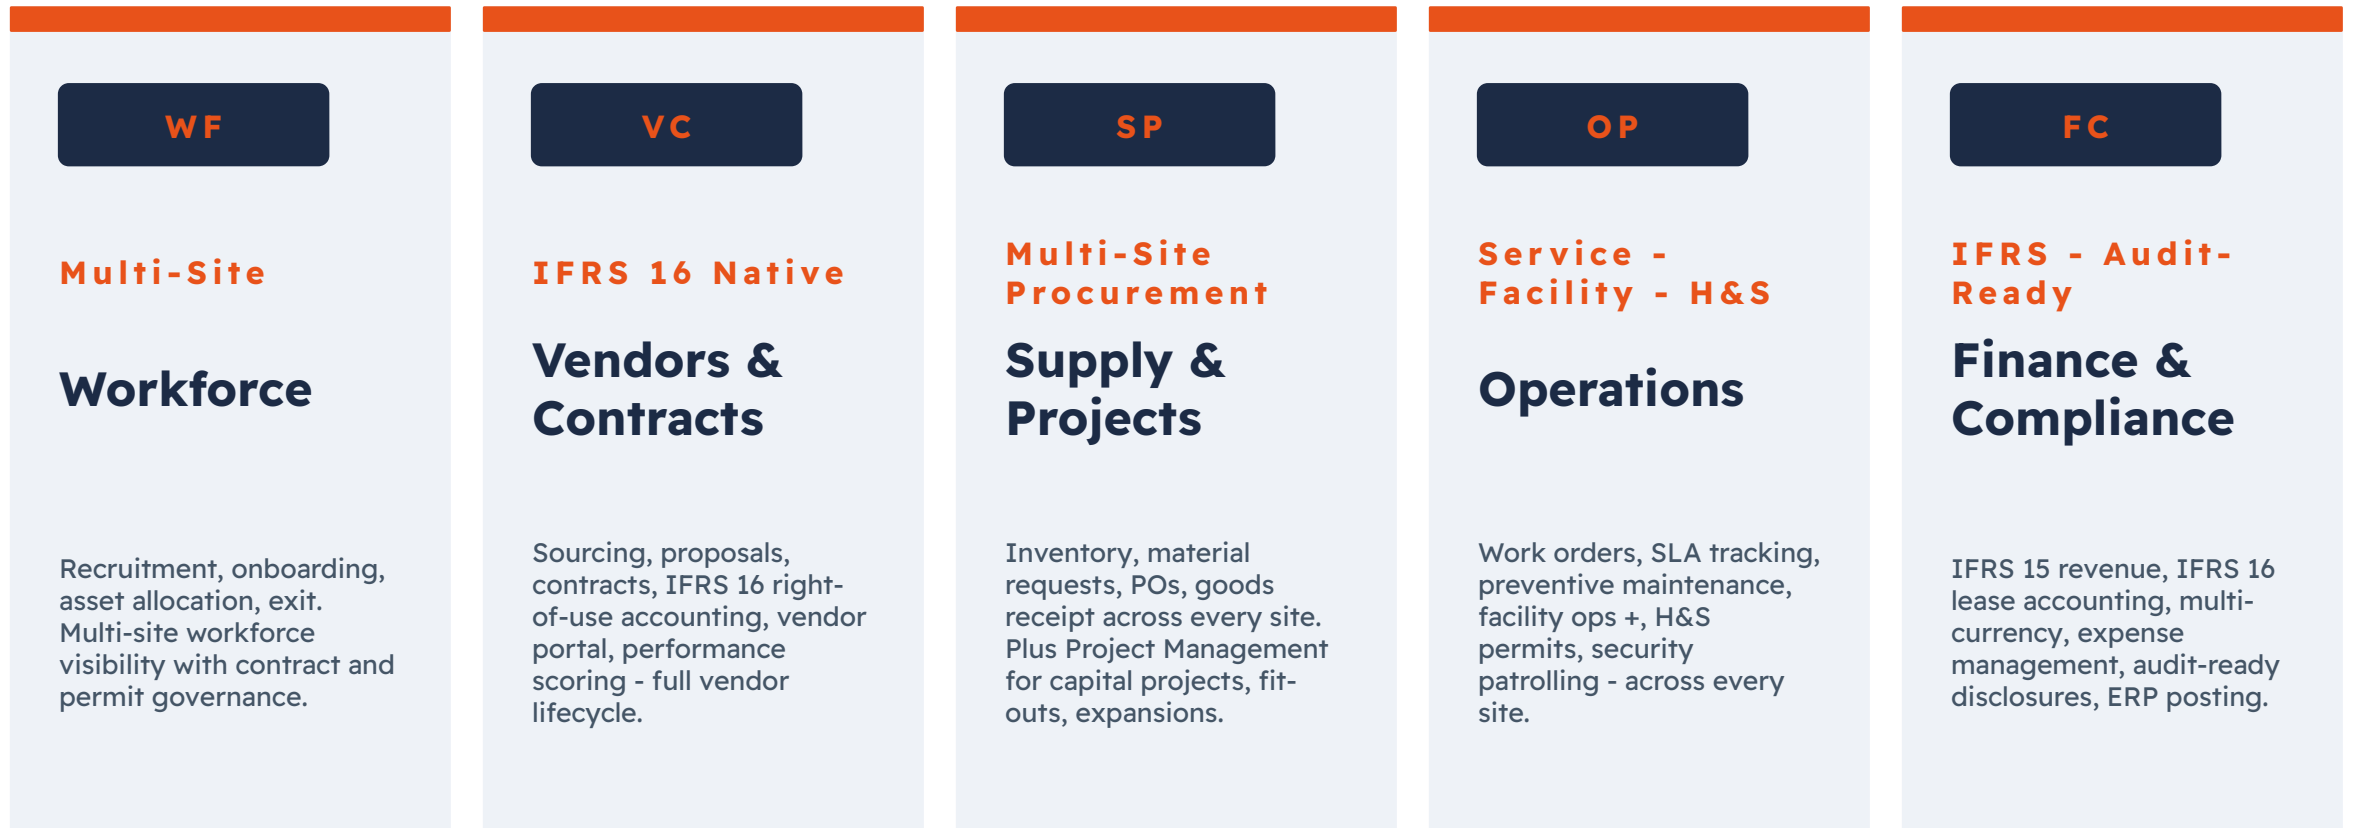 WF
Multi-Site
Workforce
Recruitment, onboarding,
asset allocation, exit.
Multi-site workforce
visibility with contract and
permit governance.
VC
IFRS 16 Native
Vendors &
Contracts
Sourcing, proposals,
contracts, IFRS 16 right-
of-use accounting, vendor
portal, performance
scoring - full vendor
lifecycle.
SP
Multi-Site
Procurement
Supply &
Projects
Inventory, material
requests, POs, goods
receipt across every site.
Plus Project Management
for capital projects, fit-
outs, expansions.
OP
Service -
Facility - H&S
Operations
Work orders, SLA tracking,
preventive maintenance,
facility ops +, H&S
permits, security
patrolling - across every
site.
FC
IFRS - Audit-
Ready
Finance &
Compliance
IFRS 15 revenue, IFRS 16
lease accounting, multi-
currency, expense
management, audit-ready
disclosures, ERP posting.